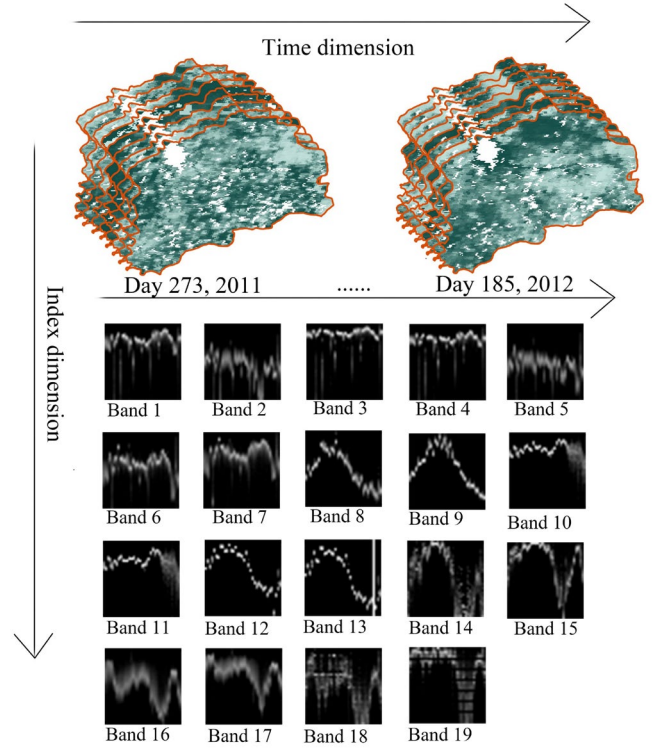 Time dimension
Day 273, 2011 ...... Day 185, 2012
Index dimension
Band 1 Band 2 Band 3 Band 4 Band 5
Band 6 Band 7 Band 8 Band 9 Band 10
Band 11 Band 12 Band 13 Band 14 Band 15
Band 16 Band 17 Band 18 Band 19